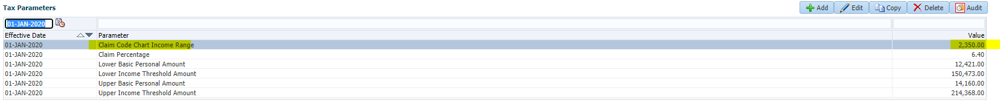 Tax Parameters Add Edit Copy Delete Audit
01-JAN-2020
Effective Date Parameter Value
01-JAN-2020 Claim Code Chart Income Range 2,350.00
01-JAN-2020 Claim Percentage 6.40
01-JAN-2020 Lower Basic Personal Amount 12,421.00
01-JAN-2020 Lower Income Threshold Amount 150,473.00
01-JAN-2020 Upper Basic Personal Amount 14,160.00
01-JAN-2020 Upper Income Threshold Amount 214,368.00